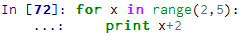 In [72]: for x in range(2,5):
    ...:     print x+2